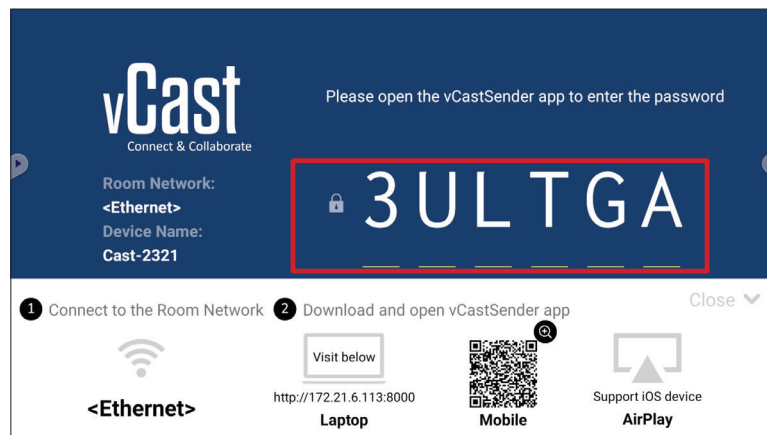 vCast
Connect & Collaborate
Please open the vCastSender app to enter the password
Room Network:
<Ethernet>
Device Name:
Cast-2321
3ULTGA
1 Connect to the Room Network
2 Download and open vCastSender app
Close
<Ethernet>
Visit below
http://172.21.6.113:8000
Laptop
Mobile
Support iOS device
AirPlay